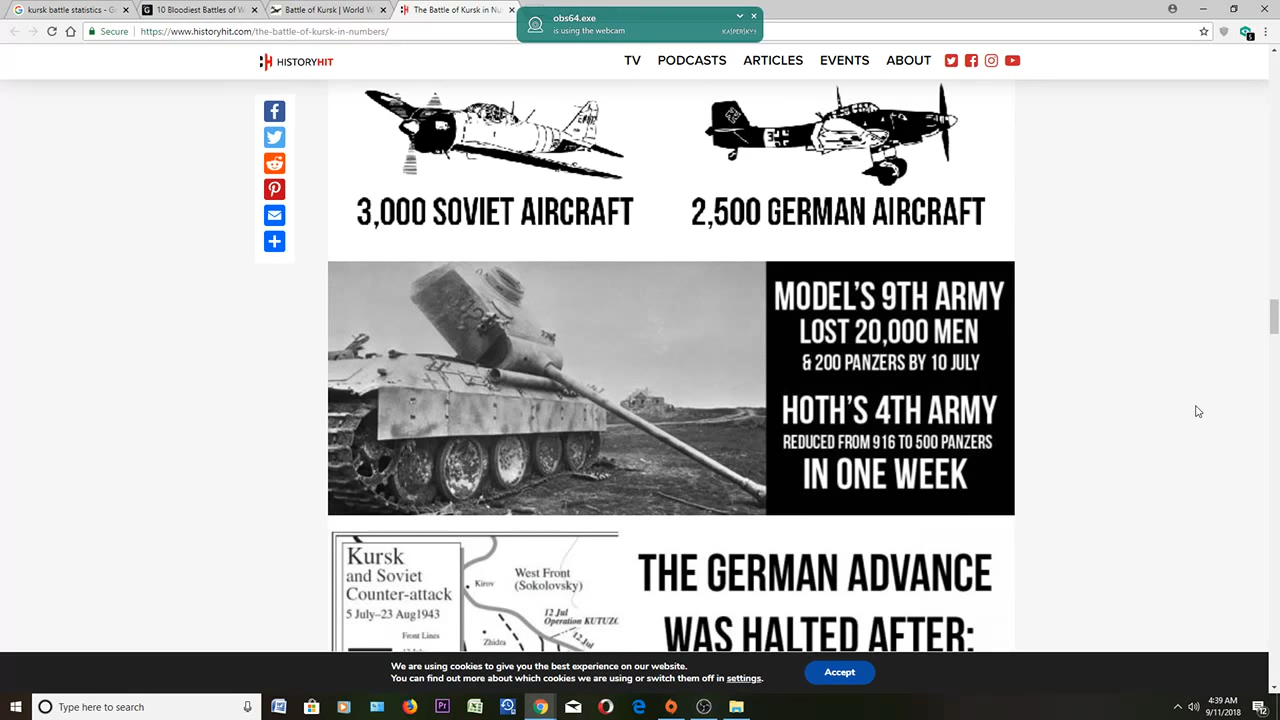 kursk battle statistics - G
10 Bloodiest Battles of W
Battle of Kursk | World W
The Battle of Kursk in Nu
obs64.exe
is using the webcam
KASPERSKY
Secure
https://www.historyhit.com/the-battle-of-kursk-in-numbers/
HISTORYHIT
TV
PODCASTS
ARTICLES
EVENTS
ABOUT
3,000 SOVIET AIRCRAFT
2,500 GERMAN AIRCRAFT
MODEL'S 9TH ARMY
LOST 20,000 MEN
& 200 PANZERS BY 10 JULY
HOTH'S 4TH ARMY
REDUCED FROM 916 TO 500 PANZERS
IN ONE WEEK
Kursk
and Soviet
Counter-attack
5 July–23 Aug1943
Front Lines
Kirov
West Front
(Sokolovsky)
12 Jul
Operation KUTUZO
12 Jul
Zhizdra
THE GERMAN ADVANCE
WAS HALTED AFTER:
We are using cookies to give you the best experience on our website.
You can find out more about which cookies we are using or switch them off in settings.
Accept
Type here to search
4:39 AM
9/11/2018
12